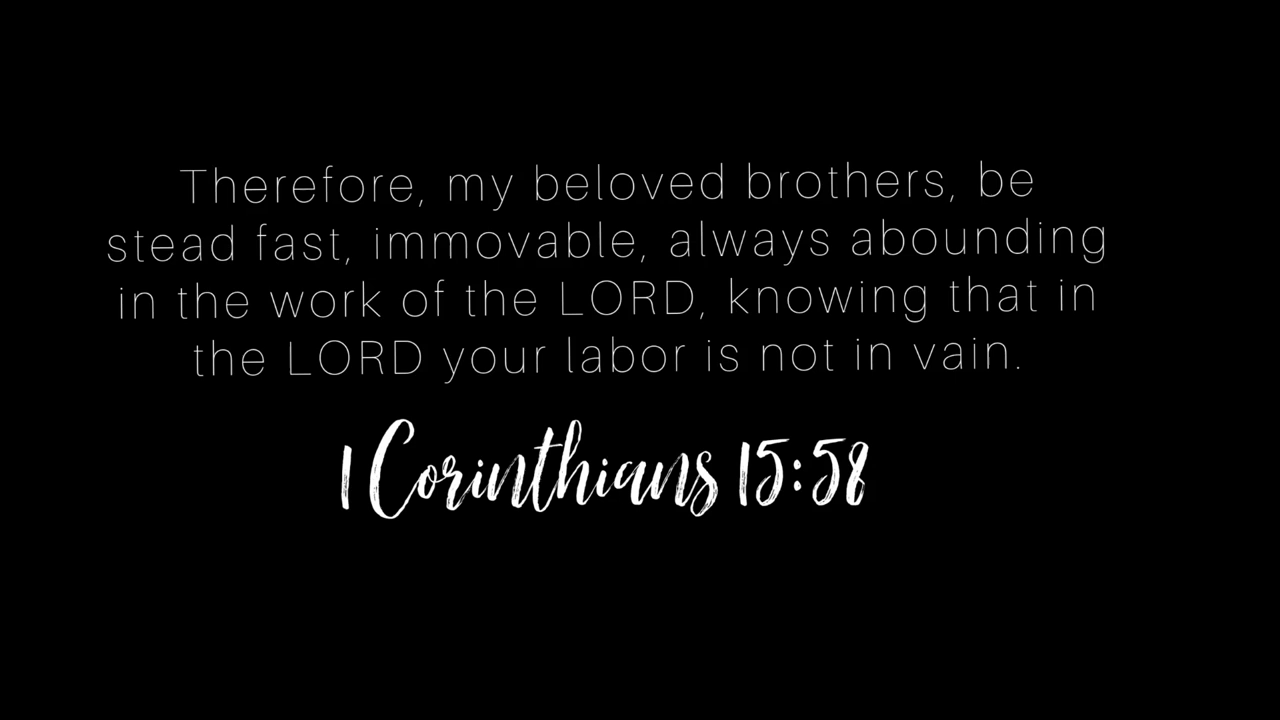 Therefore, my beloved brothers, be
stead fast, immovable, always abounding
in the work of the LORD, knowing that in
the LORD your labor is not in vain.
1 Corinthians 15:58